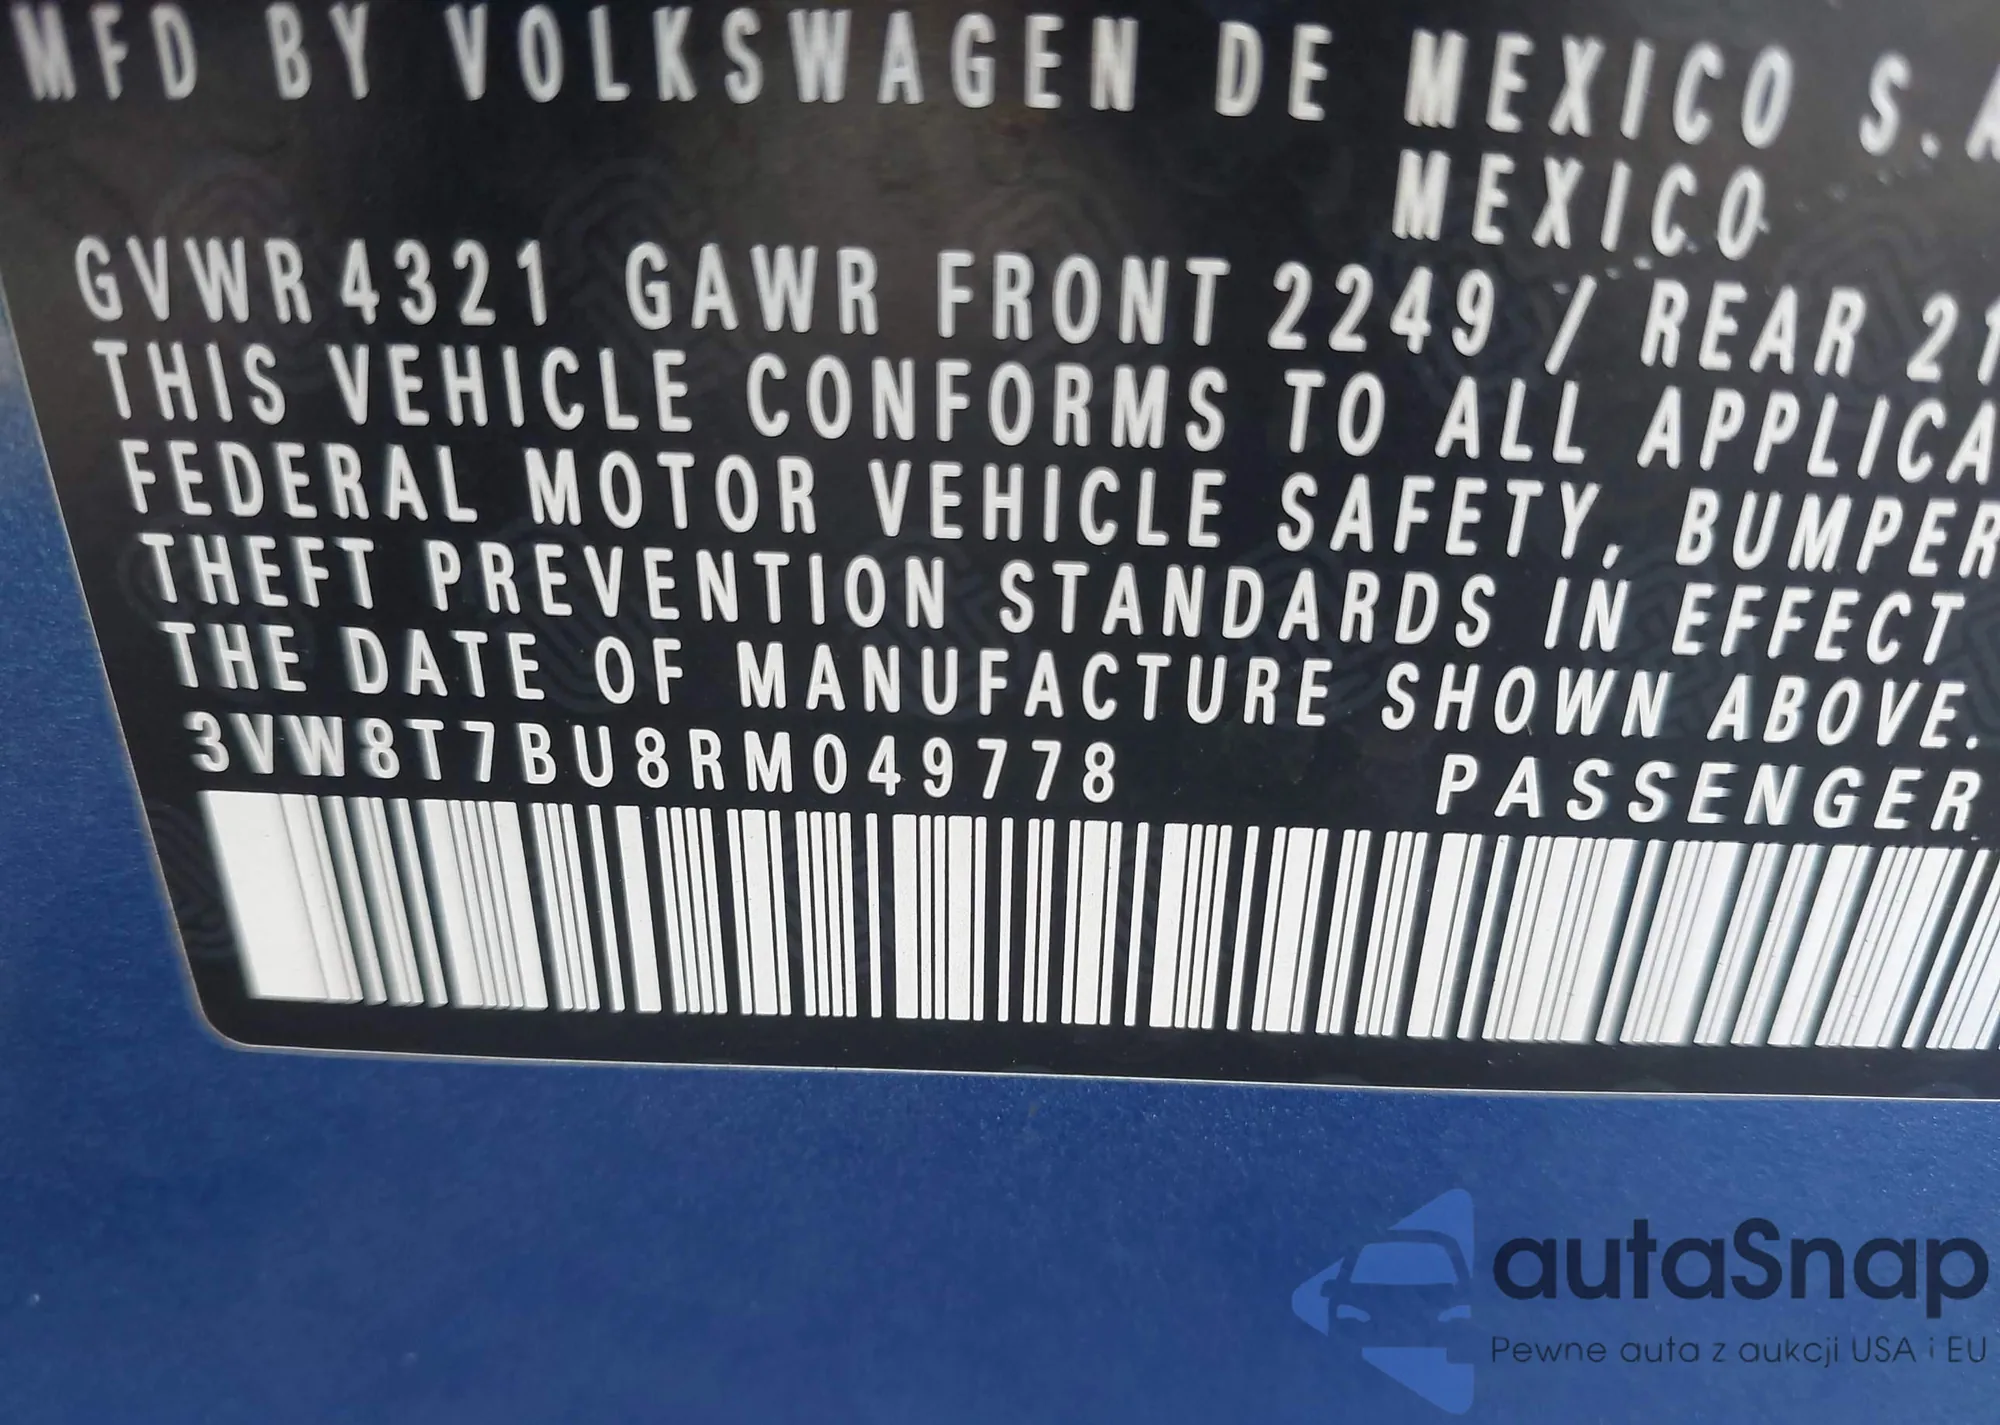 MFD BY VOLKSWAGEN DE MEXICO S.A
MEXICO
GVWR 4321 GAWR FRONT 2249 / REAR 21
THIS VEHICLE CONFORMS TO ALL APPLICA
FEDERAL MOTOR VEHICLE SAFETY, BUMPER
THEFT PREVENTION STANDARDS IN EFFECT
THE DATE OF MANUFACTURE SHOWN ABOVE.
3VW8T7BU8RM049778 PASSENGER
autaSnap
Pewne auta z aukcji USA i EU